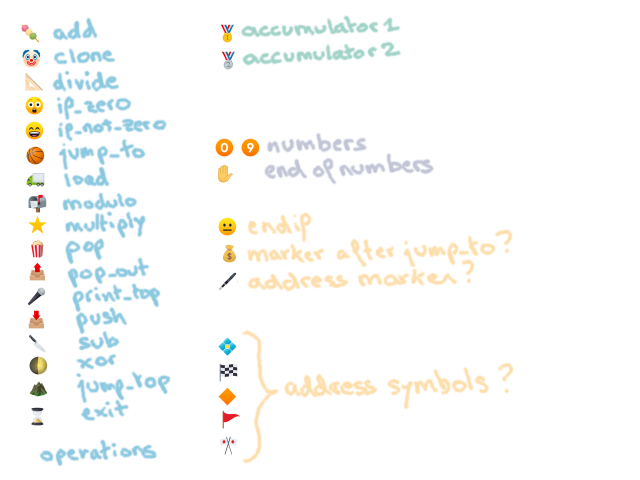 add
clone
divide
if_zero
if_not_zero
jump_to
load
modulo
multiply
pop
pop_out
print_top
push
sub
xor
jump_top
exit
operations
accumulator 1
accumulator 2
0 9 numbers
end of numbers
endif
marker after jump_to?
address marker?
address symbols?